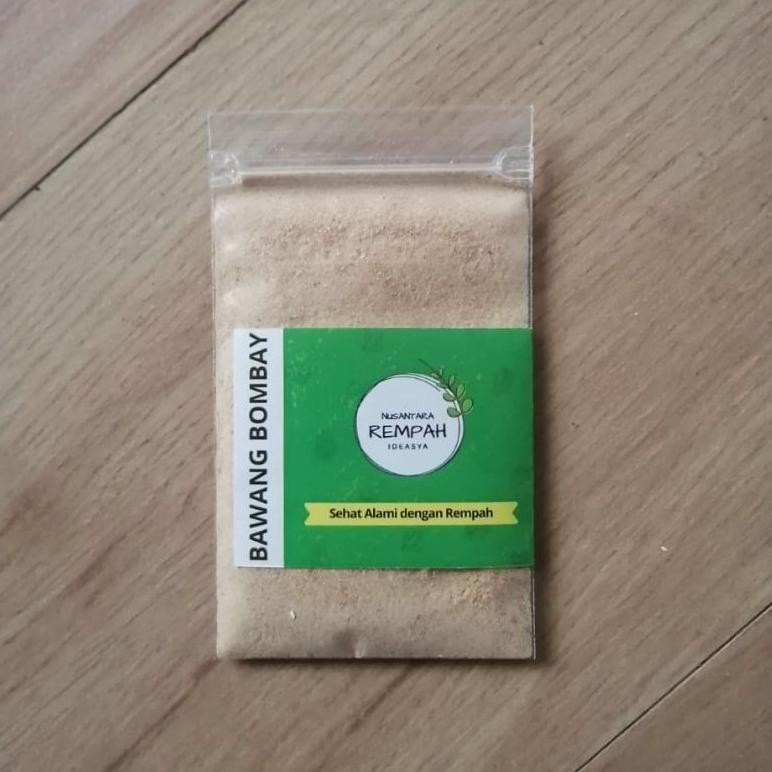 BAWANG BOMBAY
NUSANTARA
REMPAH
IDEASYA
Sehat Alami dengan Rempah